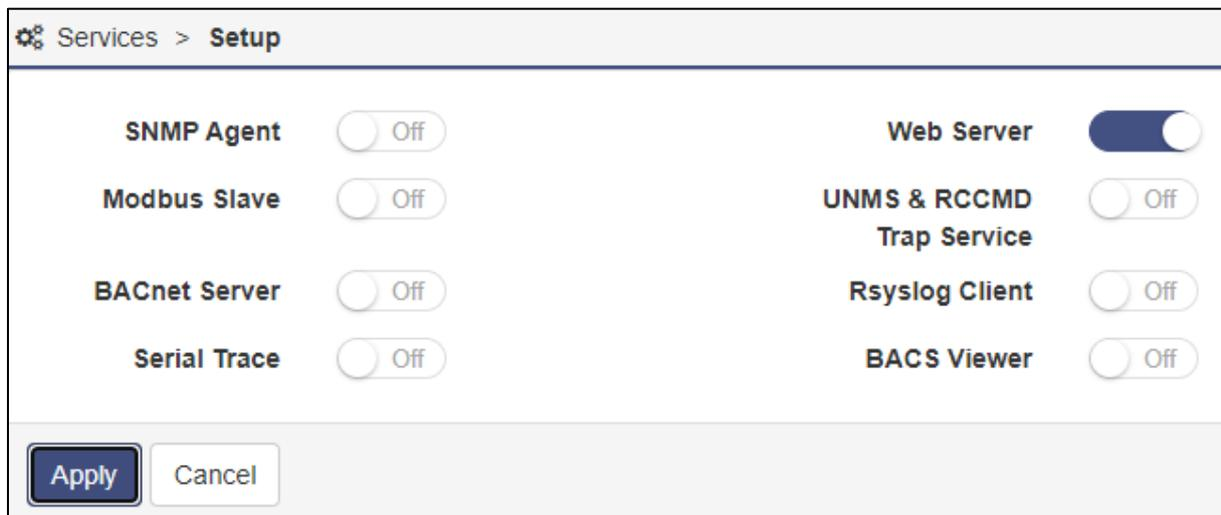 Services > Setup
SNMP Agent Off Web Server
Modbus Slave Off UNMS & RCCMD Off
Trap Service
BACnet Server Off Rsyslog Client Off
Serial Trace Off BACS Viewer Off
Apply Cancel